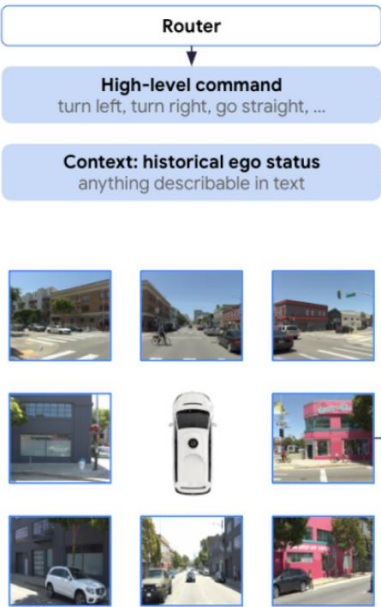 Router
High-level command
turn left, turn right, go straight, ...
Context: historical ego status
anything describable in text